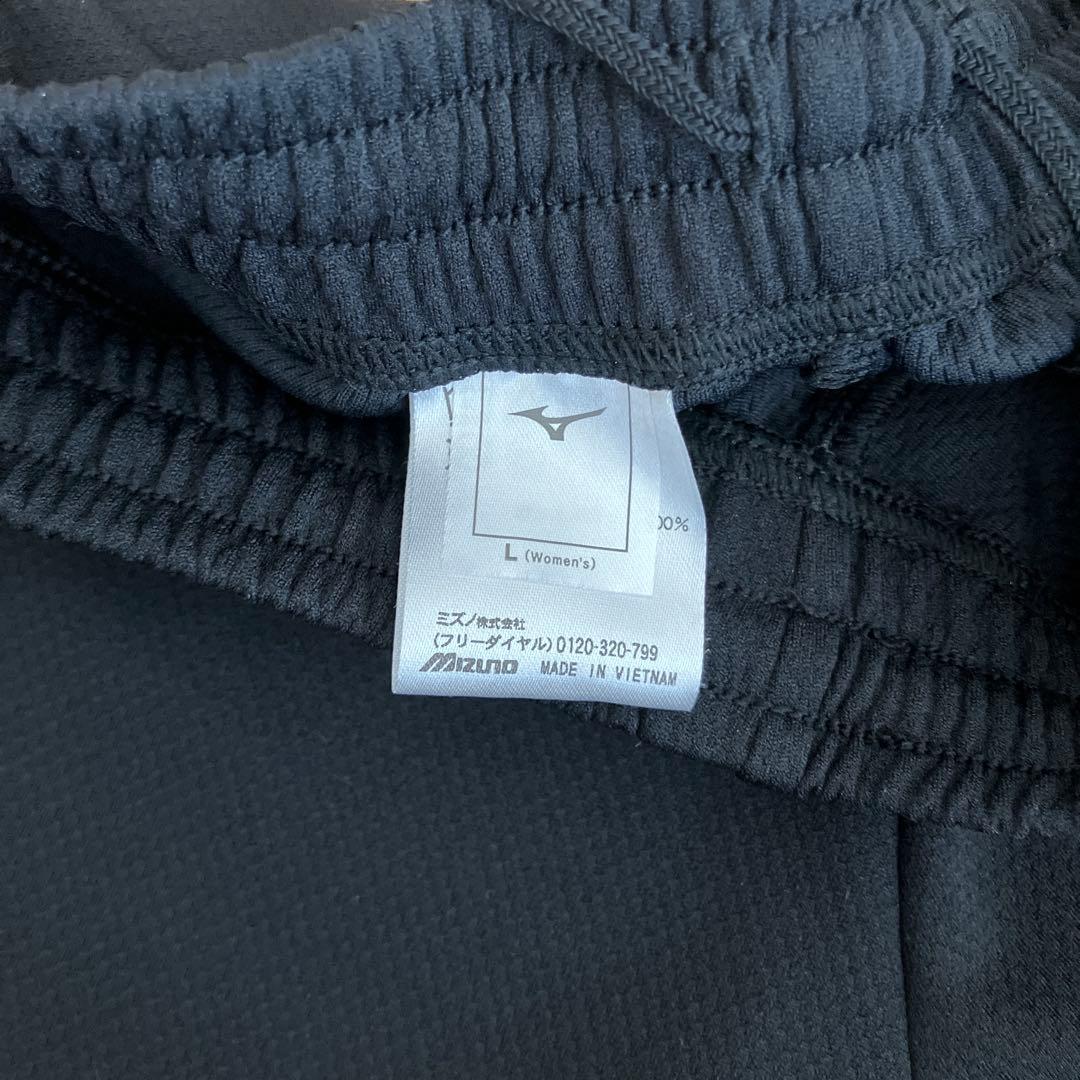 00%
L (Women's)
ミズノ株式会社
(フリーダイヤル)0120-320-799
MIZUNO MADE IN VIETNAM